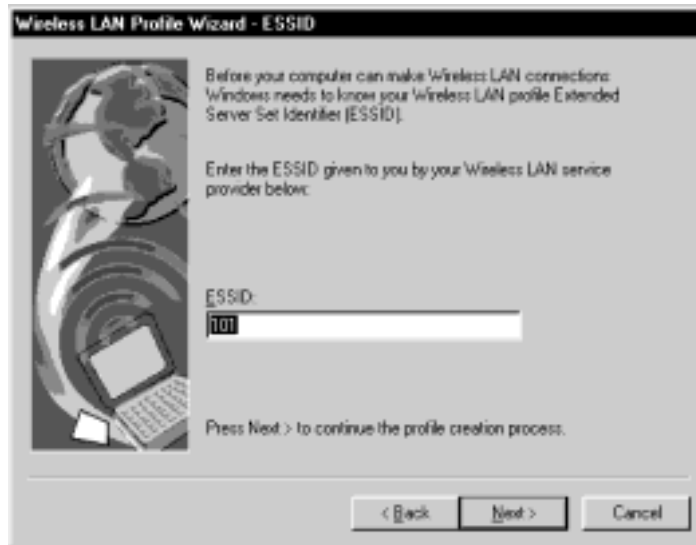 Wireless LAN Profile Wizard - ESSID
Before your computer can make Wireless LAN connections
Windows needs to know your Wireless LAN profile Extended
Server Set Identifier (ESSID).
Enter the ESSID given to you by your Wireless LAN service
provider below:
ESSID:
101
Press Next > to continue the profile creation process.
< Back
Next >
Cancel